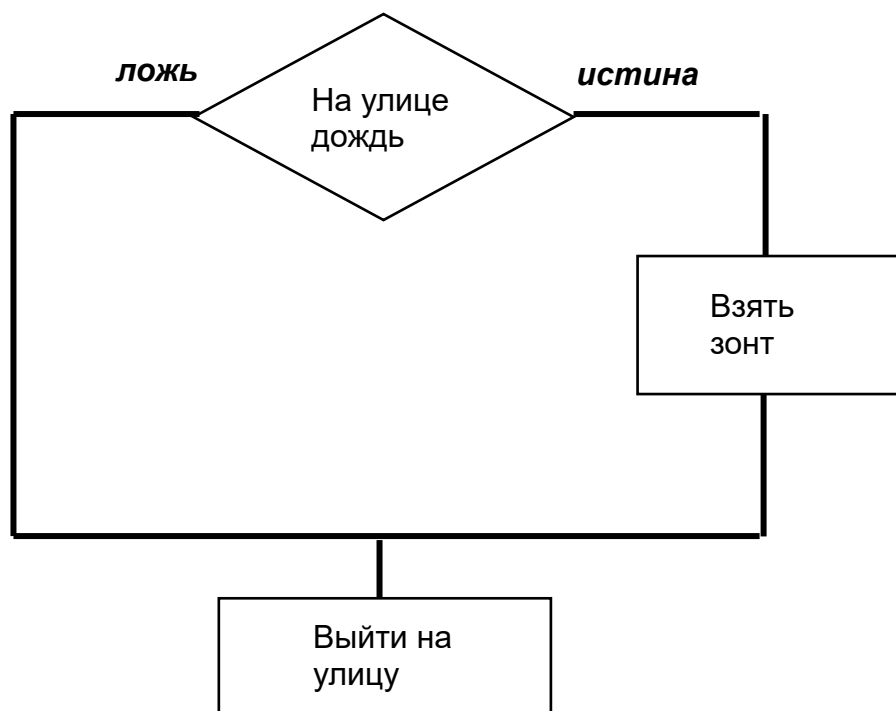 ложь
истина
На улице
дождь
Взять
зонт
Выйти на
улицу